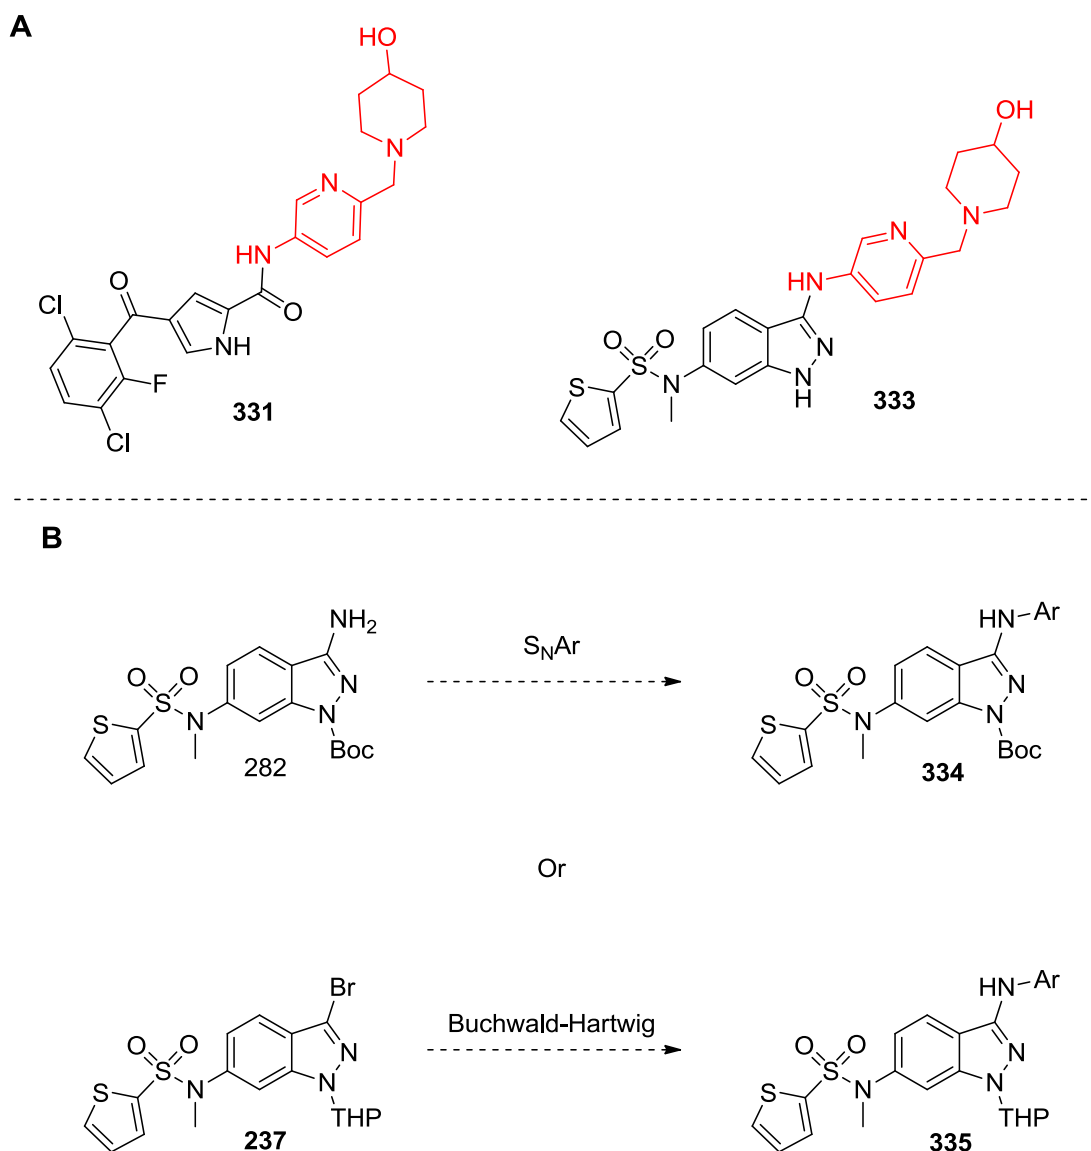 A
HO
N
N
HN
O
O
Cl
NH
F
Cl
331
OH
N
N
HN
O O
S
N
S
N
N
H
333
B
NH2
O O
S
N
S
N
N
Boc
282
SNAr
HN Ar
O O
S
N
S
N
N
Boc
334
Or
Br
O O
S
N
S
N
N
THP
237
Buchwald-Hartwig
HN Ar
O O
S
N
S
N
N
THP
335